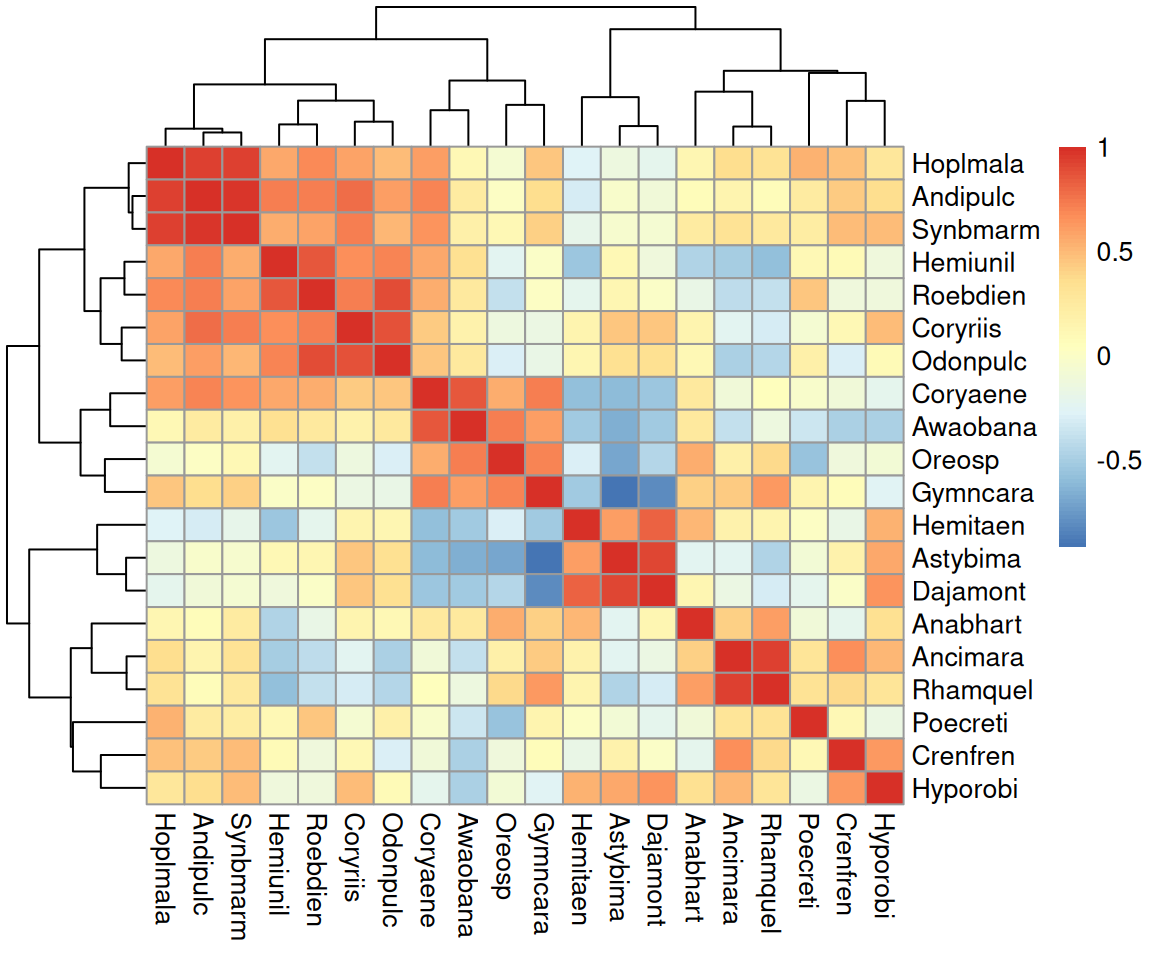 Hoplmala
Andipulc
Synbmarm
Hemiunil
Roebdien
Coryriis
Odonpulc
Coryaene
Awaobana
Oreosp
Gymncara
Hemitaen
Astybima
Dajamont
Anabhart
Ancimara
Rhamquel
Poecreti
Crenfren
Hyporobi
1
0.5
0
-0.5
Hoplmala
Andipulc
Synbmarm
Hemiunil
Roebdien
Coryriis
Odonpulc
Coryaene
Awaobana
Oreosp
Gymncara
Hemitaen
Astybima
Dajamont
Anabhart
Ancimara
Rhamquel
Poecreti
Crenfren
Hyporobi